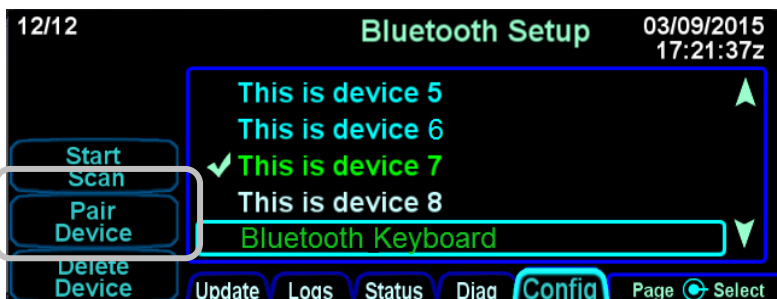 12/12
Bluetooth Setup
03/09/2015
17:21:37z
This is device 5
This is device 6
This is device 7
This is device 8
Bluetooth Keyboard
Start
Scan
Pair
Device
Delete
Device
Update Logs Status Diag Config Page Select